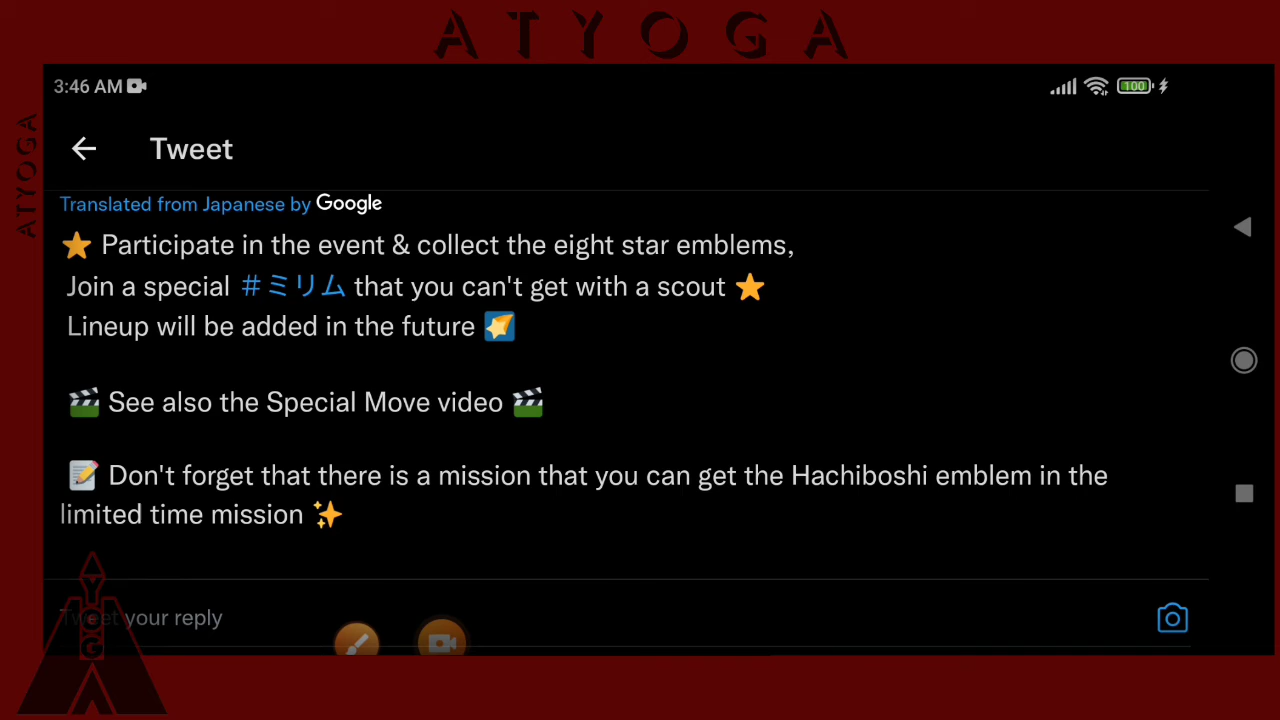 ATYOGA
3:46 AM
100
ATYOGA
Tweet
Translated from Japanese by Google
⭐ Participate in the event & collect the eight star emblems,
Join a special #ミリム that you can't get with a scout ⭐
Lineup will be added in the future
🎬 See also the Special Move video 🎬
📝 Don't forget that there is a mission that you can get the Hachiboshi emblem in the
limited time mission ✨
Tweet your reply
AYOGA